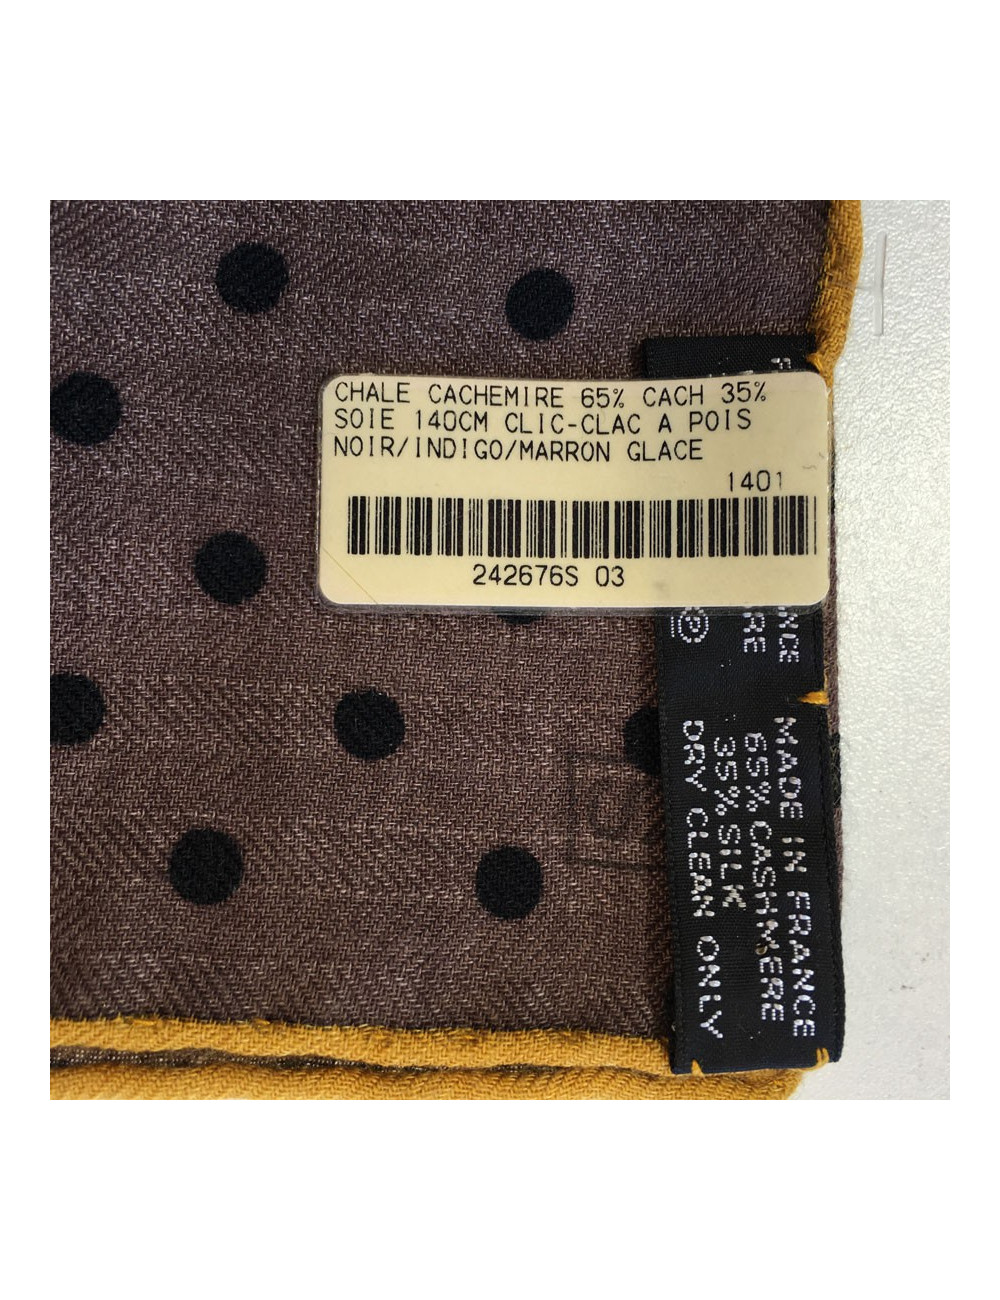 CHALE CACHEMIRE 65% CACH 35%
SOIE 140CM CLIC-CLAC A POIS
NOIR/INDIGO/MARRON GLACE
1401
242676S 03
MADE IN FRANCE
65% CASHMERE
35% SILK
DRY CLEAN ONLY